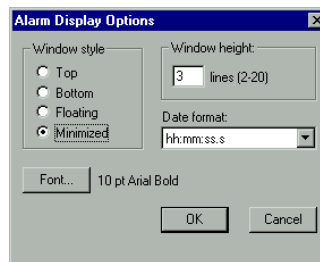 Alarm Display Options
Window style
Top
Bottom
Floating
Minimized
Window height:
3 lines (2-20)
Date format:
hh:mm:ss.s
Font... 10 pt Arial Bold
OK Cancel